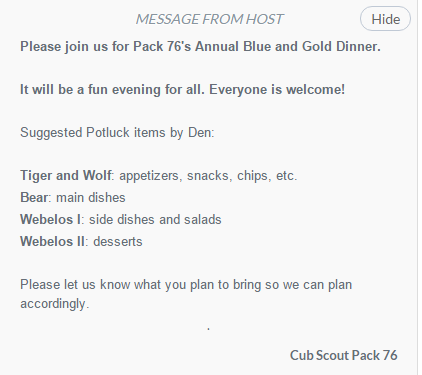 MESSAGE FROM HOST
Hide
Please join us for Pack 76's Annual Blue and Gold Dinner.
It will be a fun evening for all. Everyone is welcome!
Suggested Potluck items by Den:
Tiger and Wolf: appetizers, snacks, chips, etc.
Bear: main dishes
Webelos I: side dishes and salads
Webelos II: desserts
Please let us know what you plan to bring so we can plan
accordingly.
.
Cub Scout Pack 76